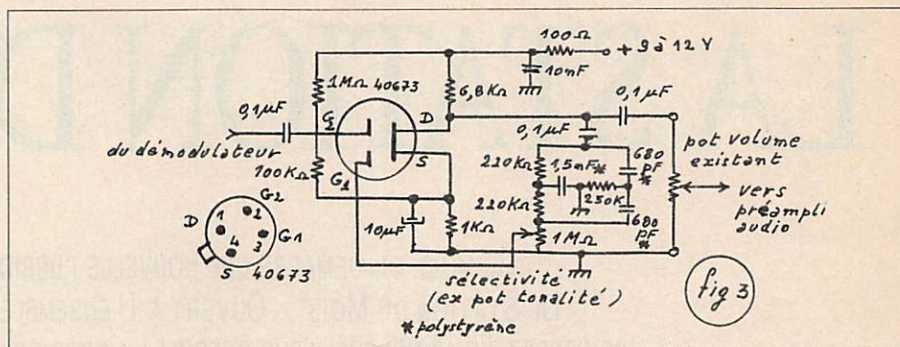 LA STATION D
100Ω
+ 9 à 12 V
10nF
1MΩ 40673
6,8KΩ
0,1µF
G2
D
0,1µF
0,1µF
du démodulateur
S
100KΩ
G1
220KΩ
1,5nF*
680 pF *
250K
220KΩ
680 pF *
pot volume
existant
vers
préampli
audio
10µF
1KΩ
1MΩ
D
G2
G1
S
1
2
3
4
40673
sélectivité
(ex pot tonalité)
* polystyrène
fig 3